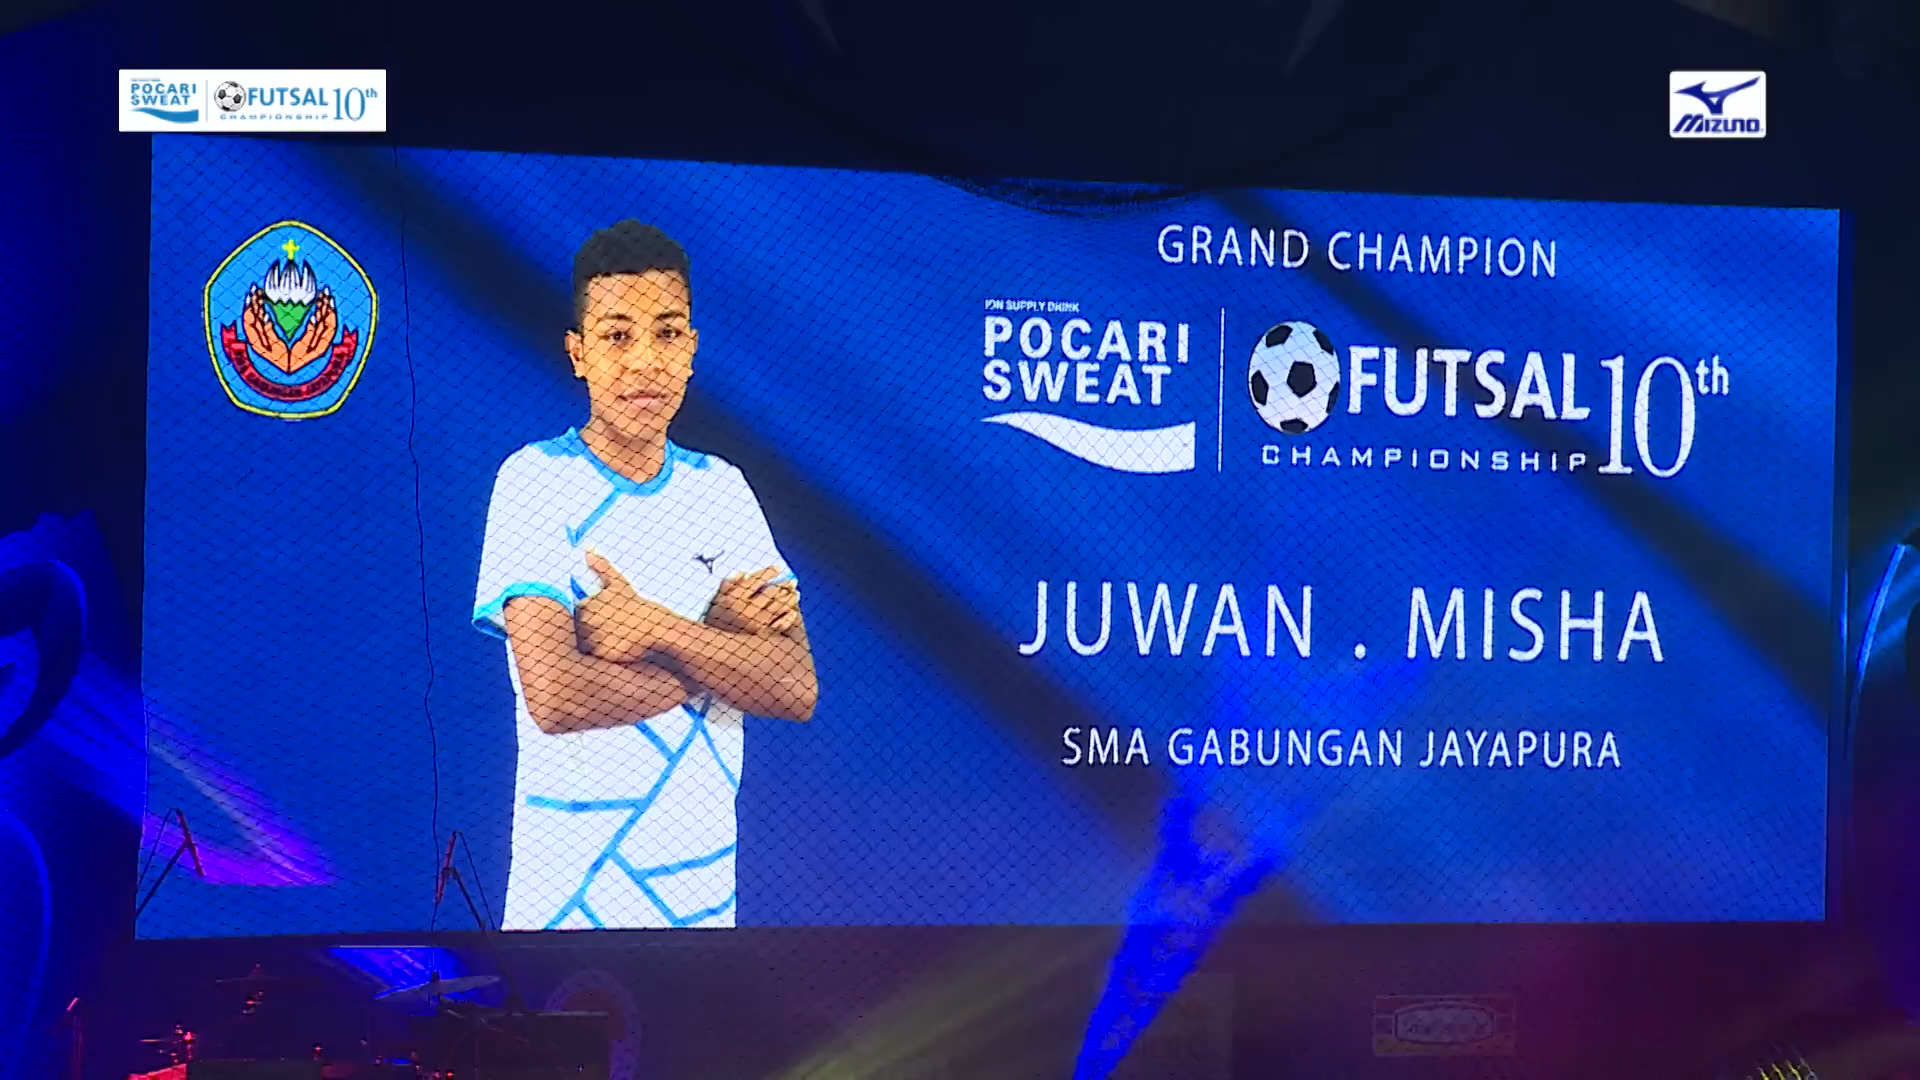 POCARI SWEAT
FUTSAL 10th
CHAMPIONSHIP
MIZUNO
GRAND CHAMPION
ION SUPPLY DRINK
POCARI
SWEAT
FUTSAL 10th
CHAMPIONSHIP
JUWAN . MISHA
SMA GABUNGAN JAYAPURA